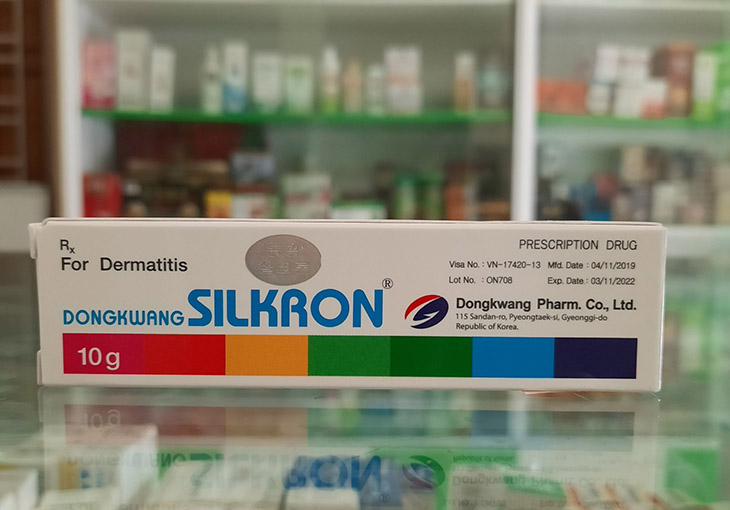 Rx
For Dermatitis
DONGKWANG SILKRON®
10g
PRESCRIPTION DRUG
Visa No. : VN-17420-13 Mfd. Date : 04/11/2019
Lot No. : ON708 Exp. Date : 03/11/2022
Dongkwang Pharm. Co., Ltd.
115 Sandan-ro, Pyeongtaek-si, Gyeonggi-do
Republic of Korea.